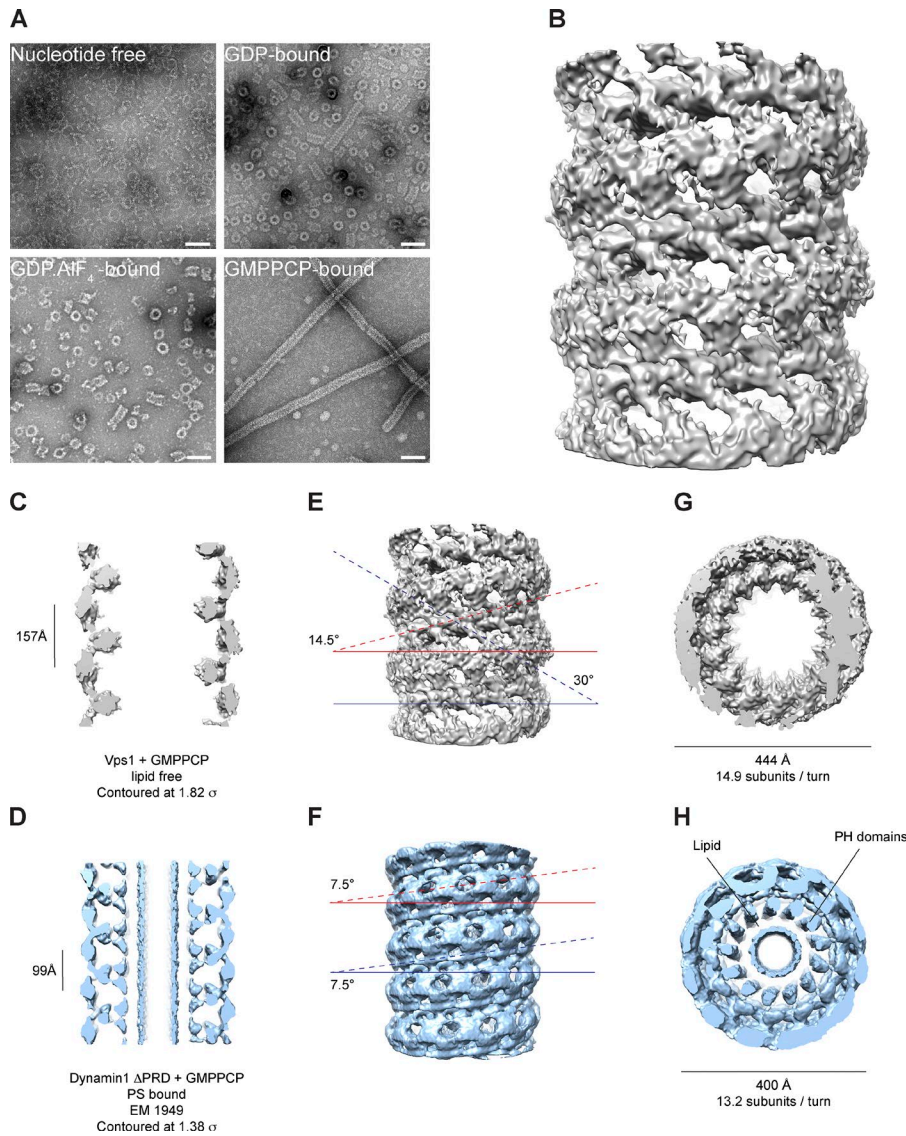 A
B
Nucleotide free
GDP-bound
GDP.AlF4--bound
GMPPCP-bound
C
E
G
157Å
14.5°
30°
Vps1 + GMPPCP
lipid free
Contoured at 1.82 σ
444 Å
14.9 subunits / turn
D
F
H
Lipid
PH domains
7.5°
7.5°
99Å
Dynamin1 ΔPRD + GMPPCP
PS bound
EM 1949
Contoured at 1.38 σ
400 Å
13.2 subunits / turn